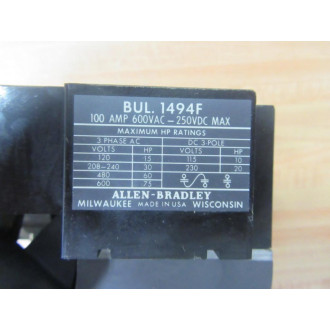 BUL. 1494F
100 AMP 600VAC - 250VDC MAX
MAXIMUM HP RATINGS
3 PHASE AC DC 3-POLE
VOLTS HP VOLTS HP
120 15 115 10
208-240 30 230 20
480 60
600 75
ALLEN-BRADLEY
MILWAUKEE MADE IN USA WISCONSIN